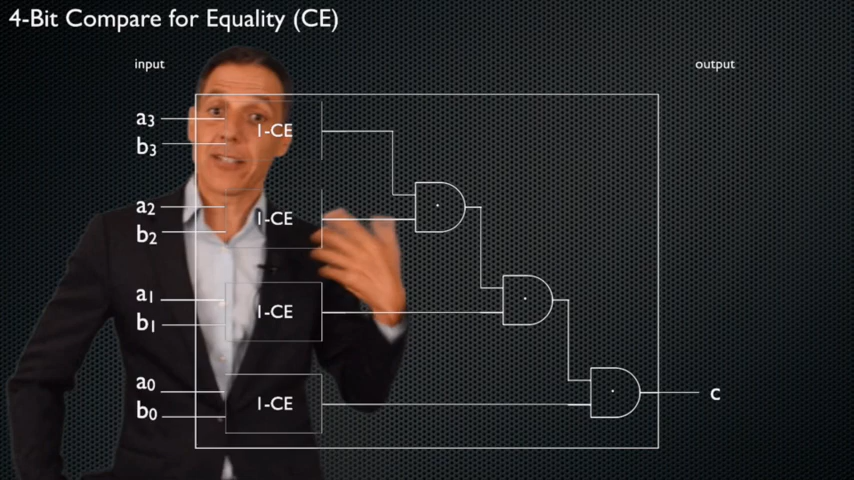 4-Bit Compare for Equality (CE)
input
output
a3
1-CE
b3
a2
1-CE
b2
a1
1-CE
b1
a0
1-CE
b0
c